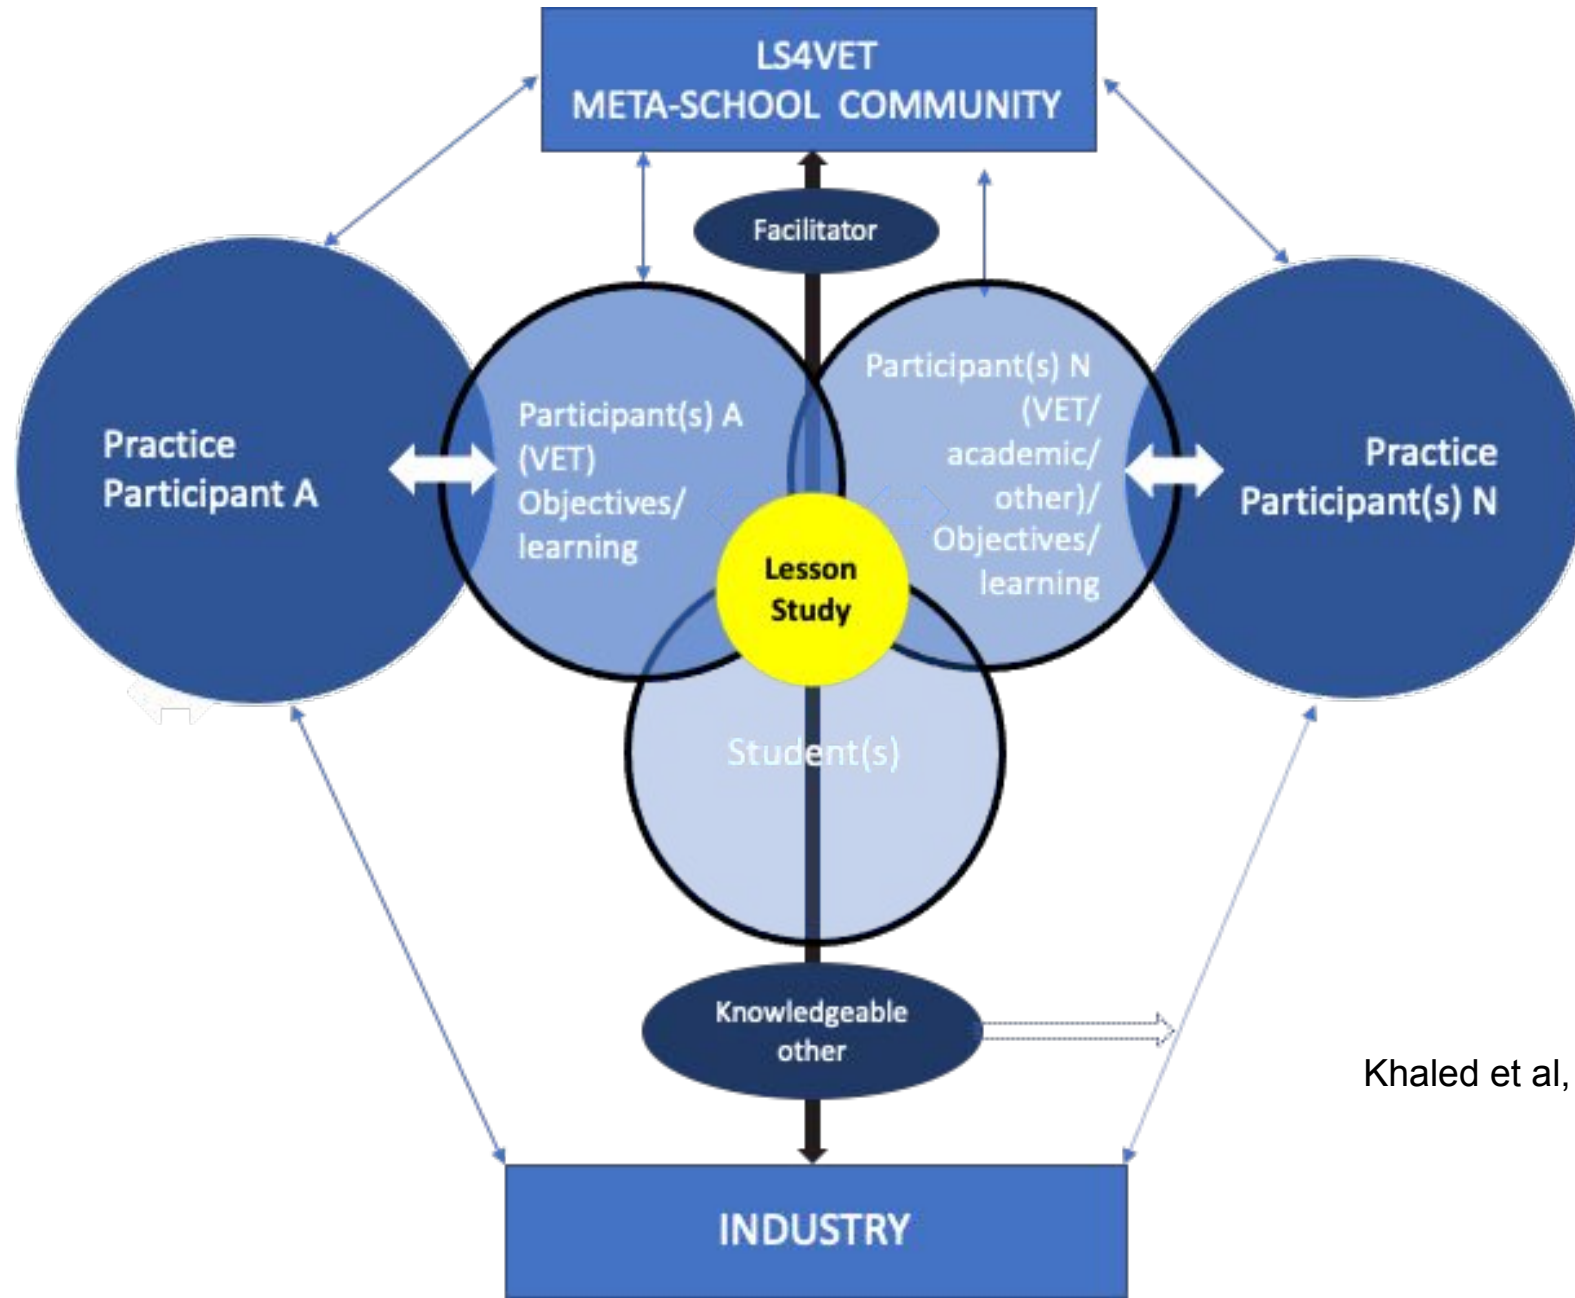 LS4VET
META-SCHOOL COMMUNITY
Facilitator
Practice
Participant A
Participant(s) A
(VET)
Objectives/
learning
Participant(s) N
(VET/
academic/
other)/
Objectives/
learning
Practice
Participant(s) N
Lesson
Study
Student(s)
Knowledgeable
other
Khaled et al,
INDUSTRY